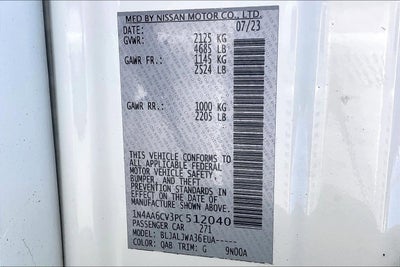 MFD BY NISSAN MOTOR CO., LTD.
DATE: 07/23
GVWR: 2125 KG
4685 LB
GAWR FR.: 1145 KG
2524 LB
GAWR RR.: 1000 KG
2205 LB
THIS VEHICLE CONFORMS TO
ALL APPLICABLE FEDERAL
MOTOR VEHICLE SAFETY,
BUMPER, AND THEFT
PREVENTION STANDARDS IN
EFFECT ON THE DATE OF
MANUFACTURE SHOWN ABOVE.
1N4AA6CV3PC512040
PASSENGER CAR 271
MODEL: BLJALJWA36EUA-----
COLOR: QAB TRIM: G 9N00A